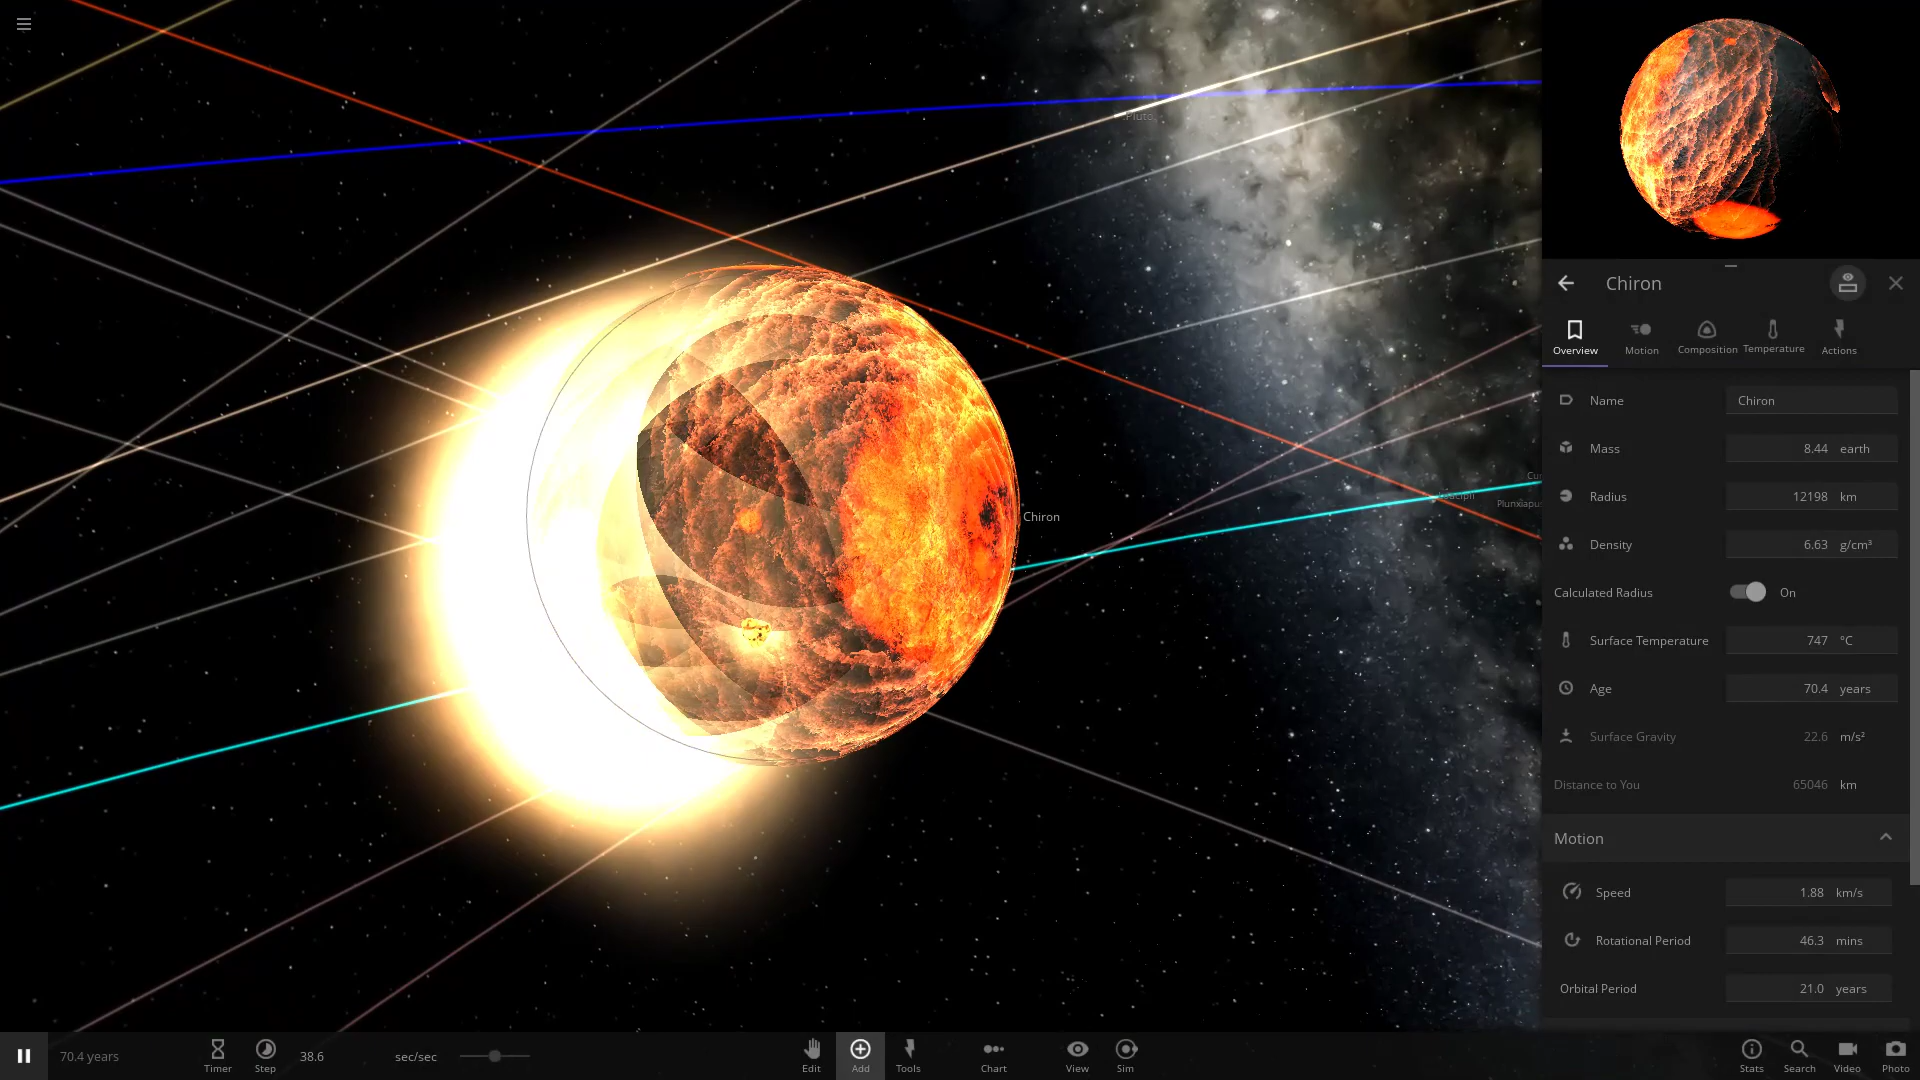 Pluto
Chiron
Plunxiapus
Chiron
Overview
Motion
Composition
Temperature
Actions
Name Chiron
Mass 8.44 earth
Radius 12198 km
Density 6.63 g/cm³
Calculated Radius On
Surface Temperature 747 °C
Age 70.4 years
Surface Gravity 22.6 m/s²
Distance to You 65046 km
Motion
Speed 1.88 km/s
Rotational Period 46.3 mins
Orbital Period 21.0 years
70.4 years
Timer
Step
38.6 sec/sec
Edit
Add
Tools
Chart
View
Sim
Stats
Search
Video
Photo